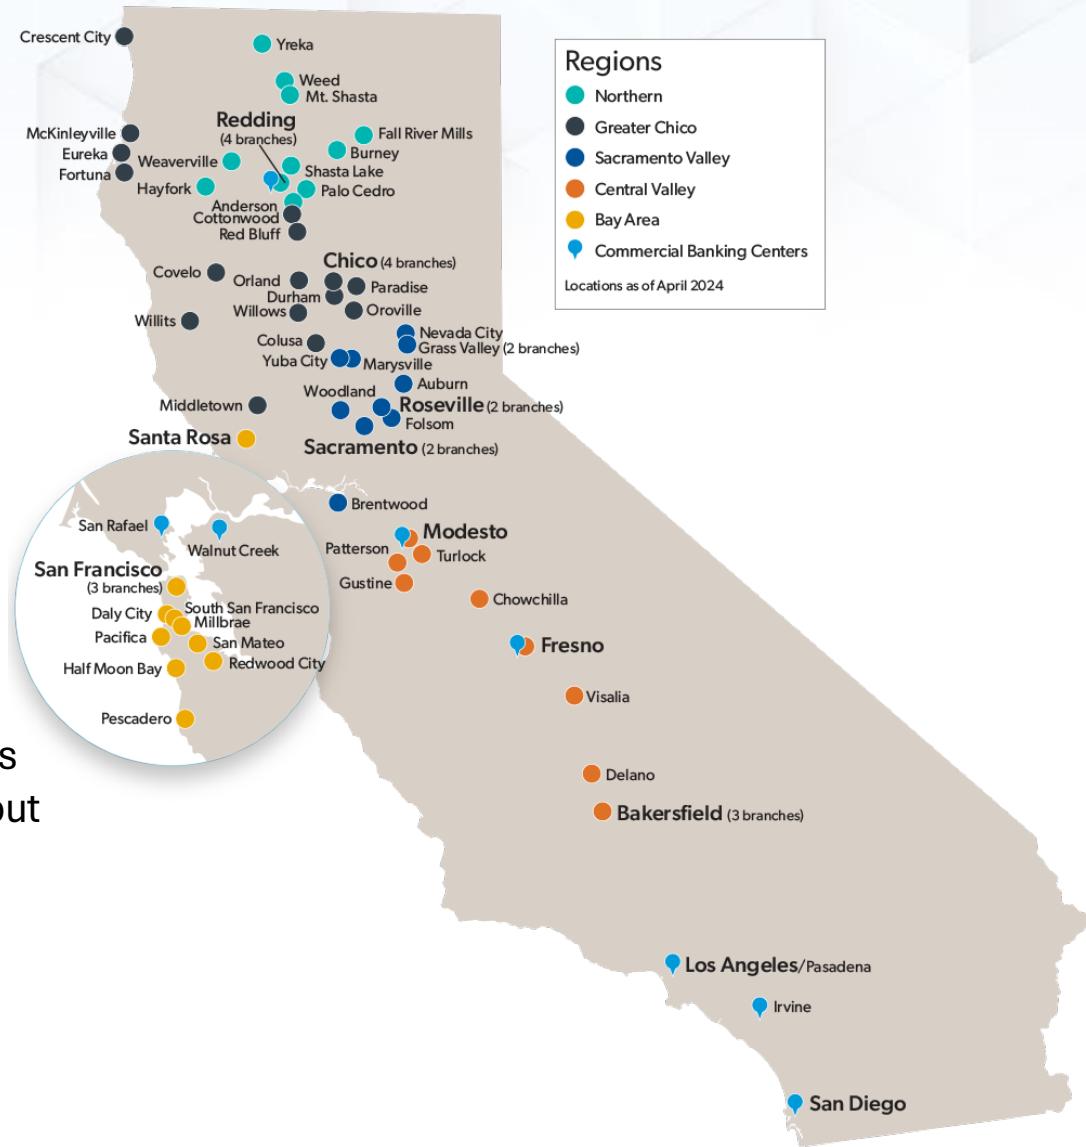 Crescent City
Yreka
Weed
Mt. Shasta
Redding
(4 branches)
McKinleyville
Eureka
Fortuna
Weaverville
Hayfork
Fall River Mills
Burney
Shasta Lake
Palo Cedro
Anderson
Cottonwood
Red Bluff
Covelo
Orland
Chico (4 branches)
Paradise
Durham
Willows
Oroville
Willits
Colusa
Nevada City
Grass Valley (2 branches)
Yuba City
Marysville
Auburn
Woodland
Roseville (2 branches)
Folsom
Middletown
Santa Rosa
Sacramento (2 branches)
Brentwood
San Rafael
Walnut Creek
San Francisco
(3 branches)
Daly City
South San Francisco
Millbrae
Pacifica
San Mateo
Half Moon Bay
Redwood City
Pescadero
Modesto
Patterson
Turlock
Gustine
Chowchilla
Fresno
Visalia
Delano
Bakersfield (3 branches)
Los Angeles/Pasadena
Irvine
San Diego
Regions
Northern
Greater Chico
Sacramento Valley
Central Valley
Bay Area
Commercial Banking Centers
Locations as of April 2024